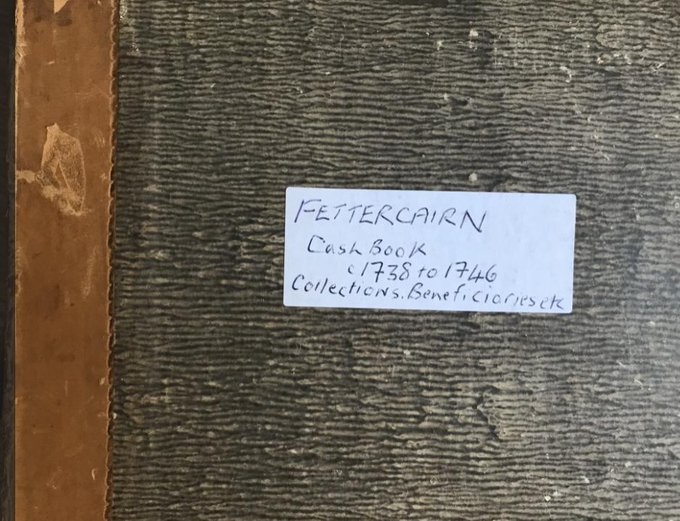 FETTERCAIRN
Cash Book
c1738 to 1746
Collections. Beneficiaries etc